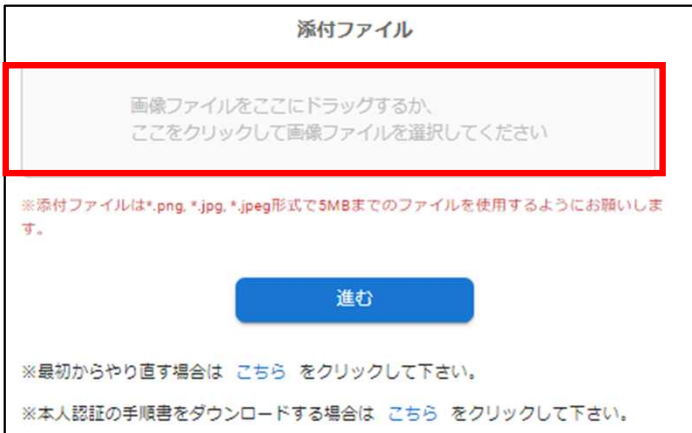 添付ファイル
画像ファイルをここにドラッグするか、
ここをクリックして画像ファイルを選択してください
※添付ファイルは*.png, *.jpg, *.jpeg形式で5MBまでのファイルを使用するようにお願いしま
す。
進む
※最初からやり直す場合は こちら をクリックして下さい。
※本人認証の手順書をダウンロードする場合は こちら をクリックして下さい。